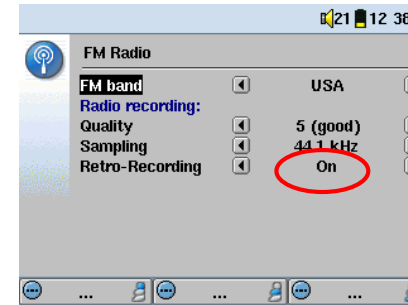 21 12 38
FM Radio
FM band USA
Radio recording:
Quality 5 (good)
Sampling 44.1 kHz
Retro-Recording On
... ... ...